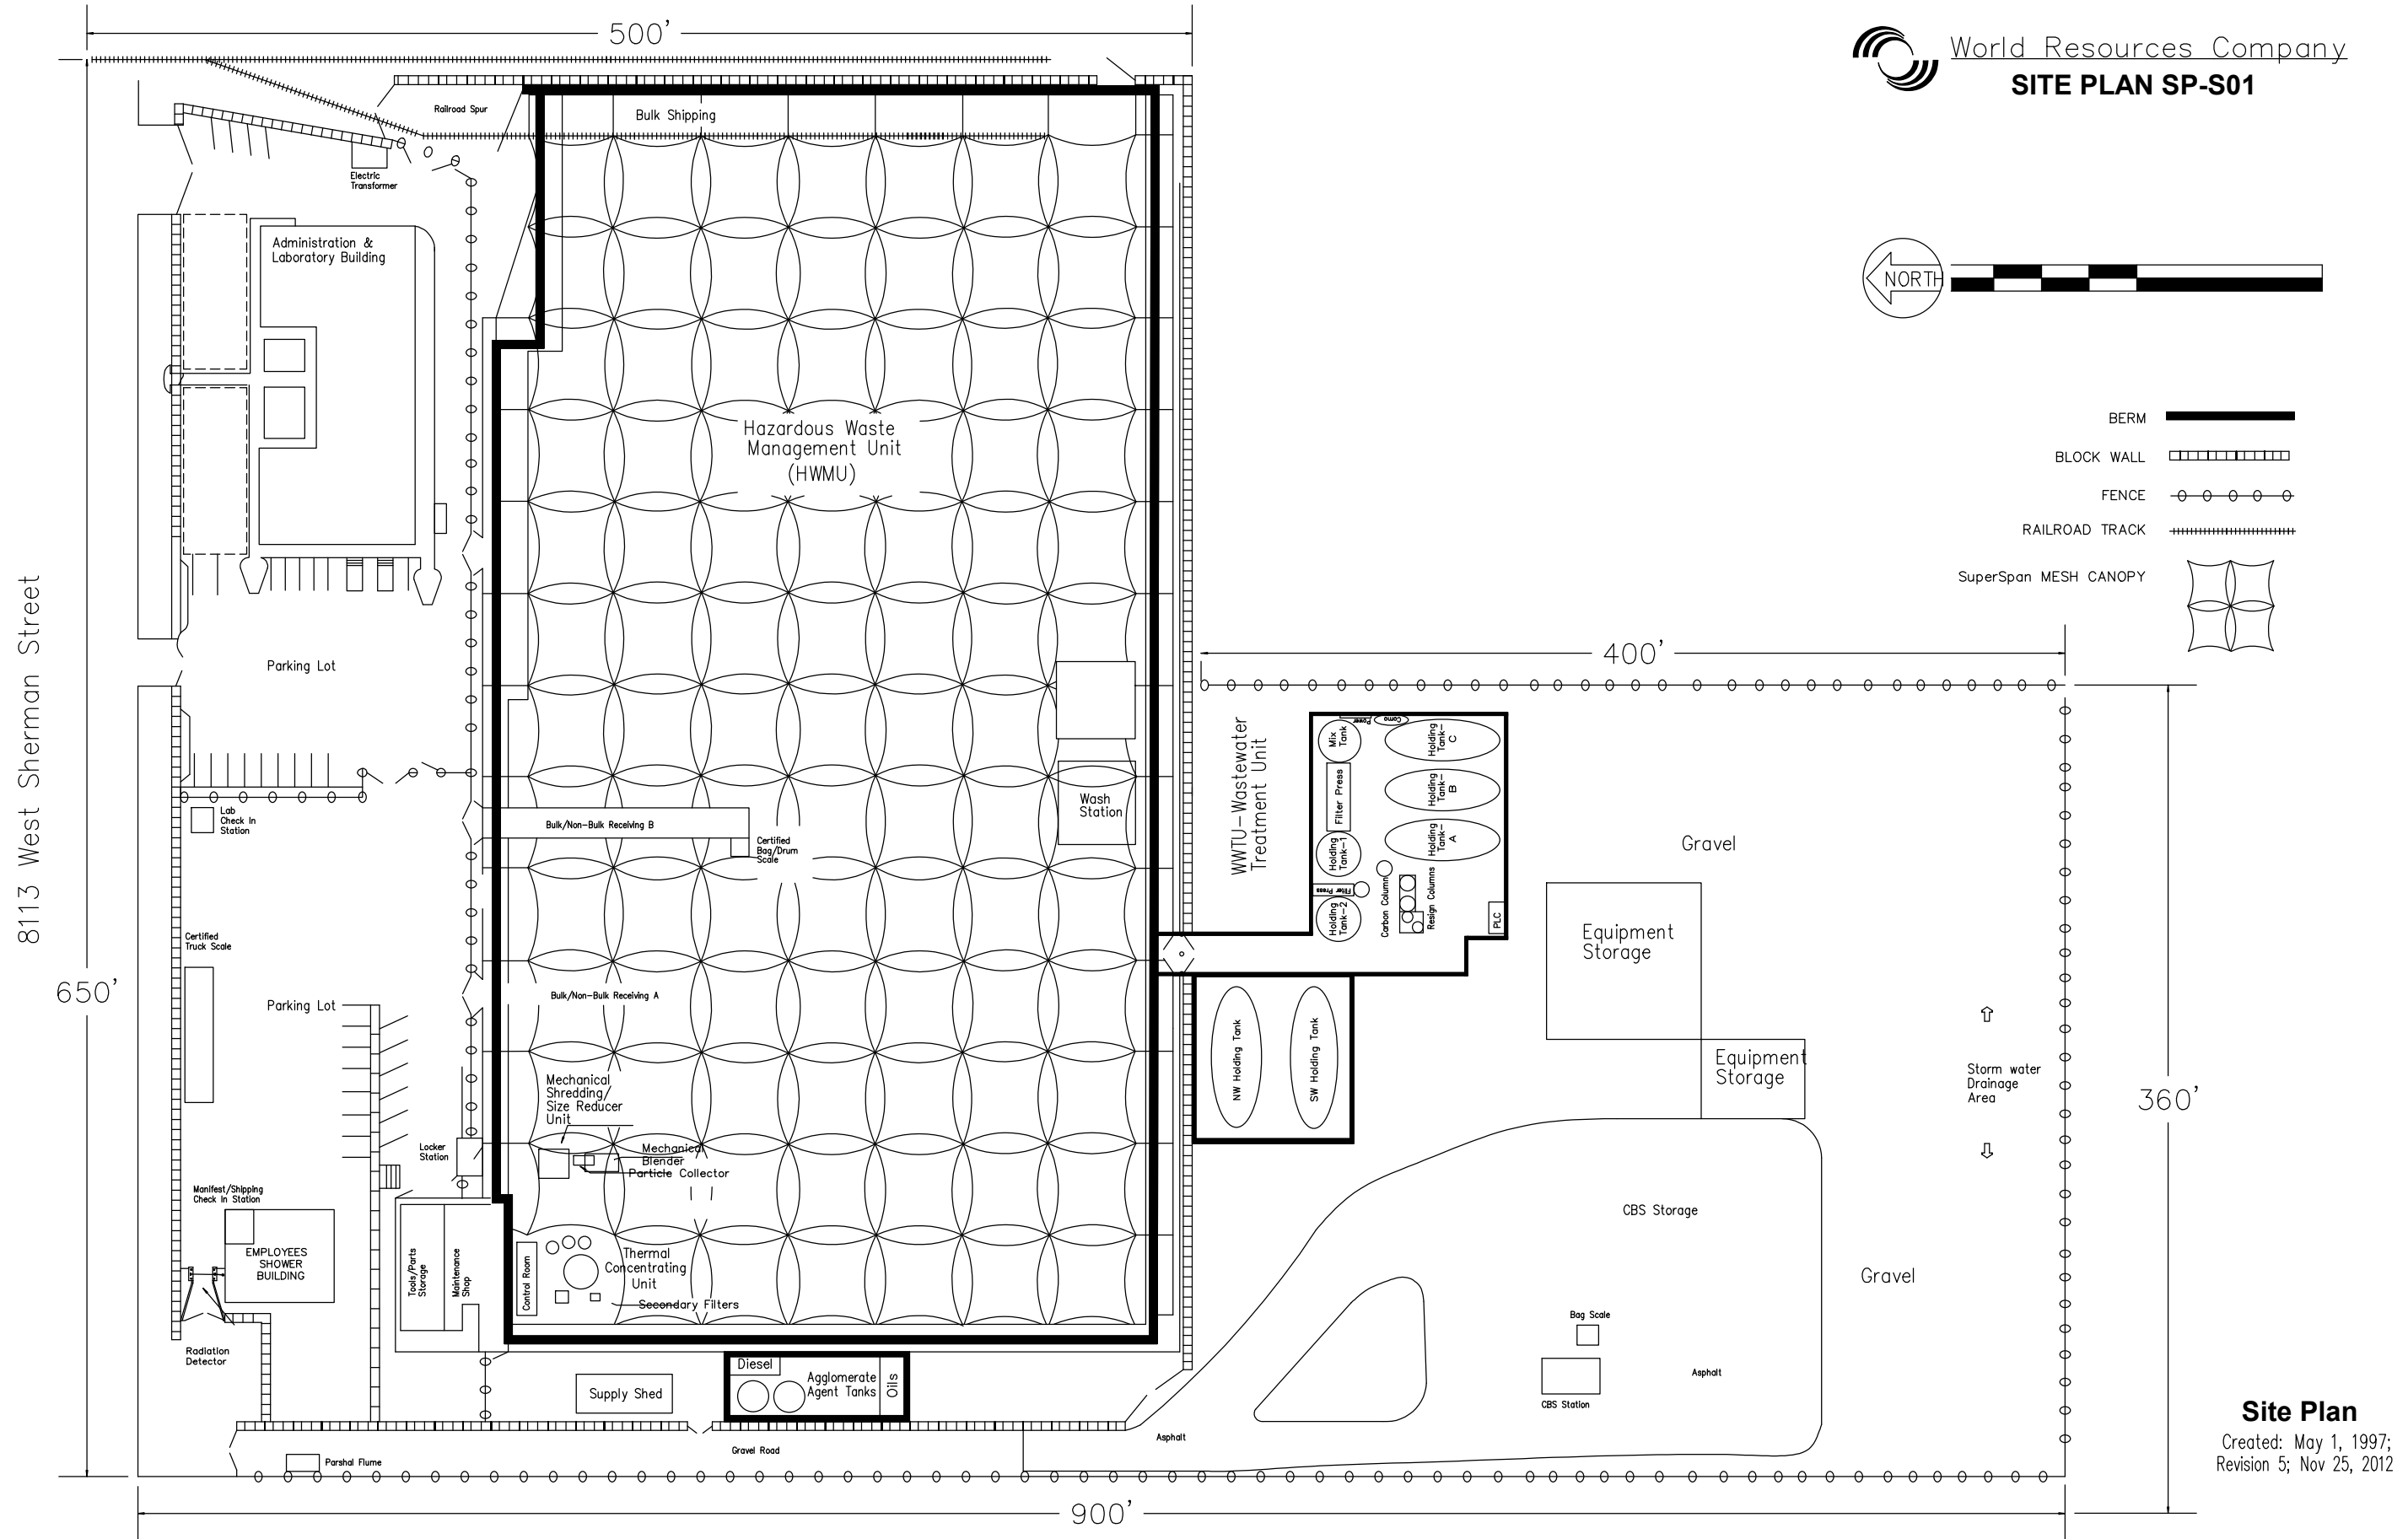 500'
World Resources Company
SITE PLAN SP-S01
Railroad Spur
Bulk Shipping
Electric
Transformer
Administration &
Laboratory Building
NORTH
Hazardous Waste
Management Unit
(HWMU)
BERM
BLOCK WALL
FENCE
RAILROAD TRACK
SuperSpan MESH CANOPY
8113 West Sherman Street
650'
Parking Lot
400'
Lab
Check In
Station
Bulk/Non-Bulk Receiving B
Certified
Bag/Drum
Scale
Wash
Station
WWTU-Wastewater
Treatment Unit
Power
Como
Mix
Tank
Holding
Tank-
C
Filter Press
Holding
Tank-
B
Holding
Tank-1
Holding
Tank-
A
Filter Press
Holding
Tank-2
Carbon Column
Resign Columns
PLC
Gravel
Equipment
Storage
Equipment
Storage
Storm water
Drainage
Area
360'
Certified
Truck Scale
Parking Lot
Bulk/Non-Bulk Receiving A
NW Holding Tank
SW Holding Tank
Mechanical
Shredding/
Size Reducer
Unit
Mechanical
Blender
Particle Collector
Locker
Station
Manifest/Shipping
Check In Station
EMPLOYEES
SHOWER
BUILDING
Tools/Parts
Storage
Maintenance
Shop
Control Room
Thermal
Concentrating
Unit
Secondary Filters
CBS Storage
Gravel
Bag Scale
CBS Station
Asphalt
Radiation
Detector
Supply Shed
Diesel
Agglomerate
Agent Tanks
Oils
Asphalt
Gravel Road
Parshal Flume
900'
Site Plan
Created: May 1, 1997;
Revision 5; Nov 25, 2012